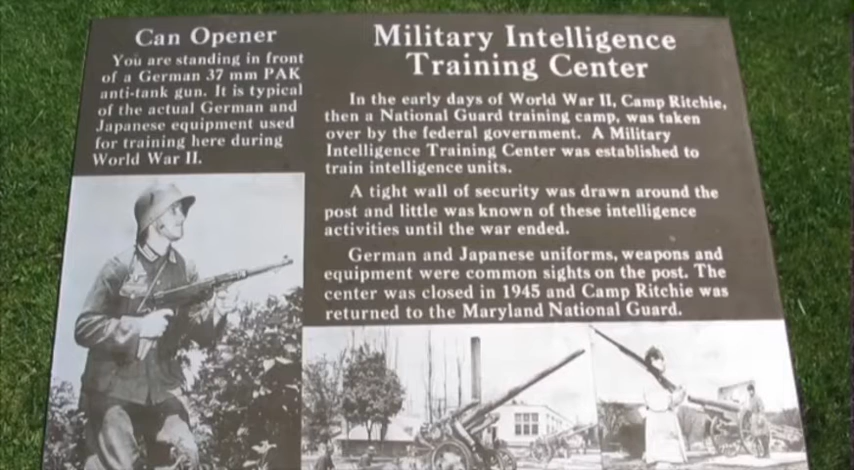 Can Opener
You are standing in front
of a German 37 mm PAK
anti-tank gun. It is typical
of the actual German and
Japanese equipment used
for training here during
World War II.
Military Intelligence
Training Center
In the early days of World War II, Camp Ritchie,
then a National Guard training camp, was taken
over by the federal government. A Military
Intelligence Training Center was established to
train intelligence units.
A tight wall of security was drawn around the
post and little was known of these intelligence
activities until the war ended.
German and Japanese uniforms, weapons and
equipment were common sights on the post. The
center was closed in 1945 and Camp Ritchie was
returned to the Maryland National Guard.